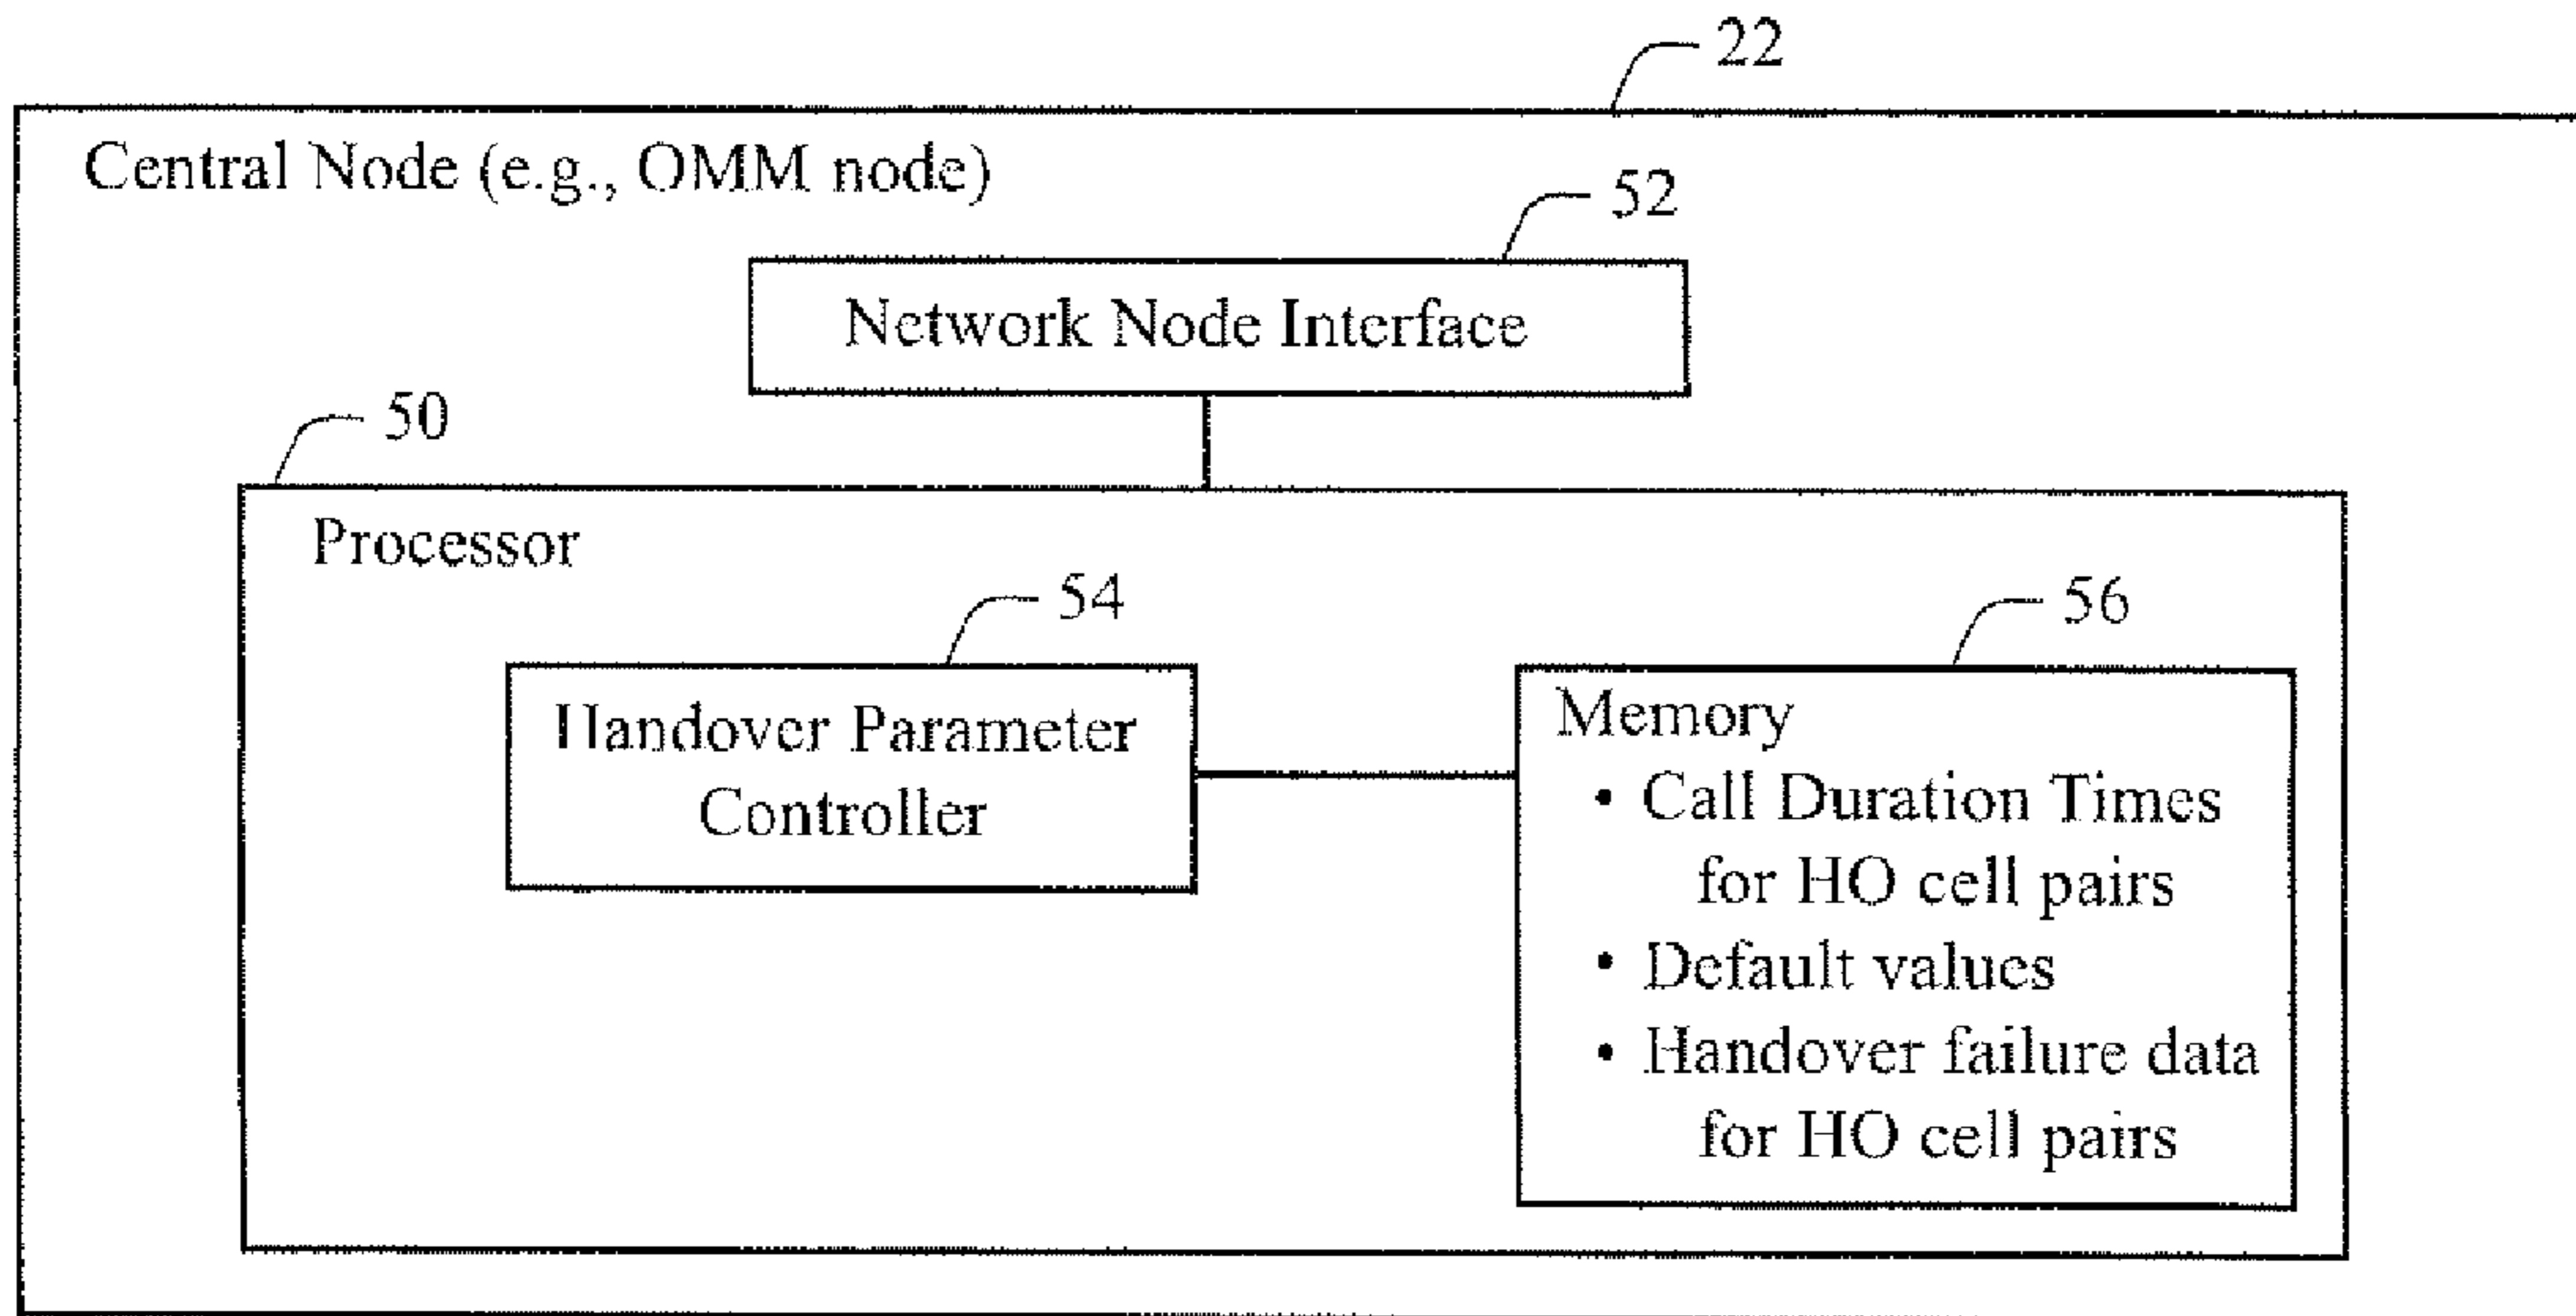 22
Central Node (e.g., OMM node)
52
Network Node Interface
50
Processor
54
56
Handover Parameter
Controller
Memory
• Call Duration Times
for HO cell pairs
• Default values
• Handover failure data
for HO cell pairs